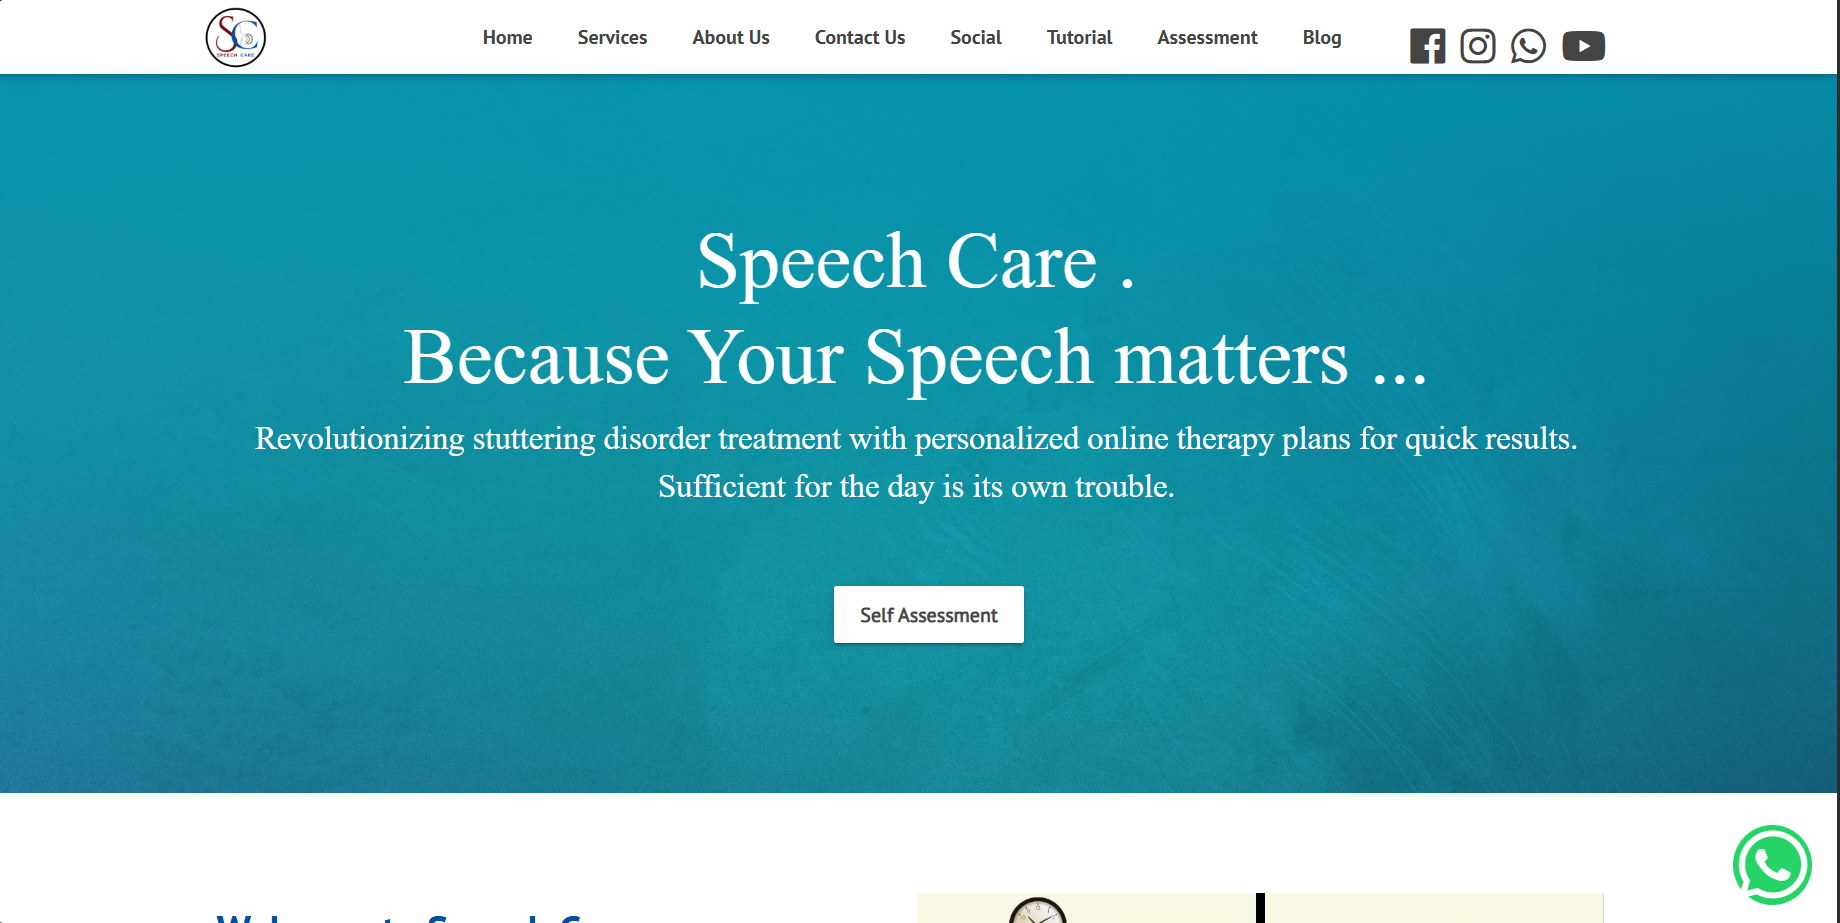 SC
SPEECH CARE
Home Services About Us Contact Us Social Tutorial Assessment Blog
Speech Care .
Because Your Speech matters ...
Revolutionizing stuttering disorder treatment with personalized online therapy plans for quick results.
Sufficient for the day is its own trouble.
Self Assessment